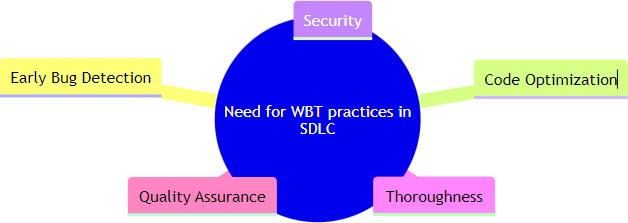 Security
Early Bug Detection
Code Optimization
Need for WBT practices in
SDLC
Quality Assurance
Thoroughness